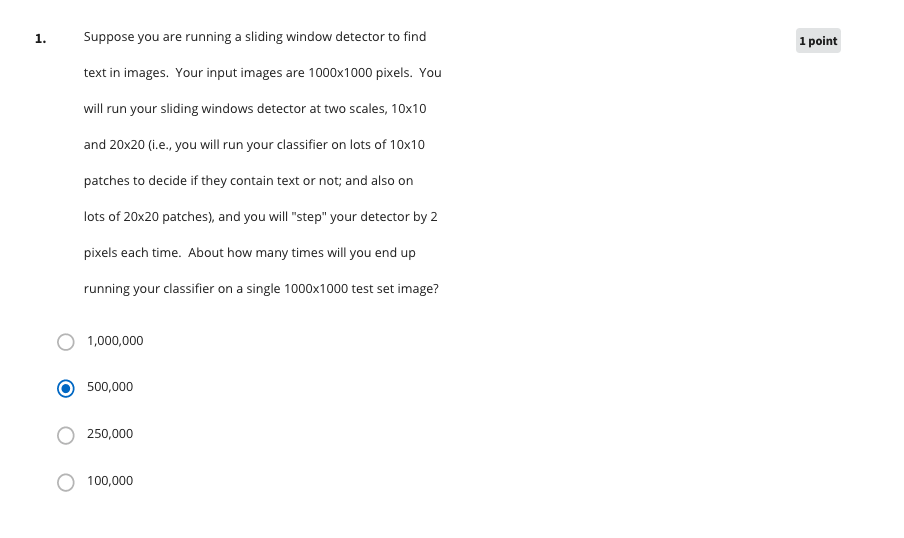 1. Suppose you are running a sliding window detector to find 1 point
text in images.  Your input images are 1000x1000 pixels.  You
will run your sliding windows detector at two scales, 10x10
and 20x20 (i.e., you will run your classifier on lots of 10x10
patches to decide if they contain text or not; and also on
lots of 20x20 patches), and you will "step" your detector by 2
pixels each time.  About how many times will you end up
running your classifier on a single 1000x1000 test set image?
1,000,000
500,000
250,000
100,000